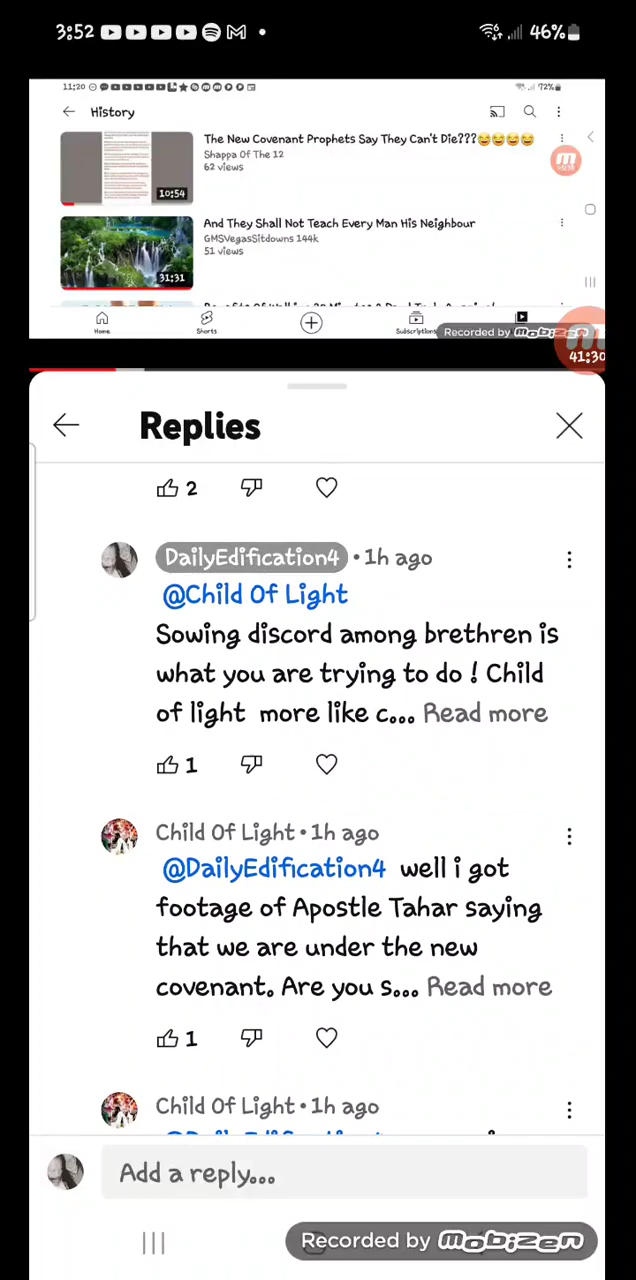 3:52
46%
11:20
72%
History
The New Covenant Prophets Say They Can't Die???😂😂😂😂
Shappa Of The 12
62 views
10:54
And They Shall Not Teach Every Man His Neighbour
GMSVegasSitdowns 144k
51 views
31:31
Home
Shorts
Subscriptions
Recorded by mobizen
41:30
Replies
2
DailyEdification4 • 1h ago
@Child Of Light
Sowing discord among brethren is
what you are trying to do ! Child
of light more like c... Read more
1
Child Of Light • 1h ago
@DailyEdification4 well i got
footage of Apostle Tahar saying
that we are under the new
covenant. Are you s... Read more
1
Child Of Light • 1h ago
Add a reply...
Recorded by mobizen